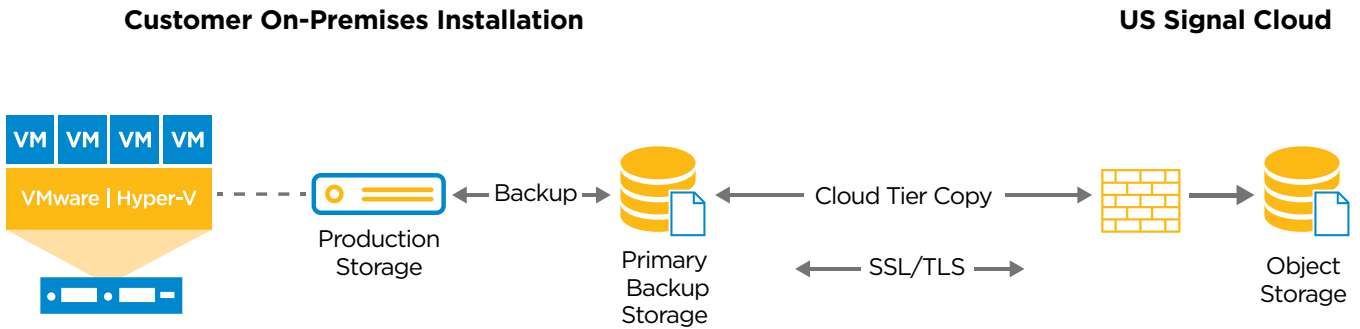 Customer On-Premises Installation
US Signal Cloud
VM VM VM VM
VMware | Hyper-V
Production
Storage
Backup
Primary
Backup
Storage
Cloud Tier Copy
SSL/TLS
Object
Storage